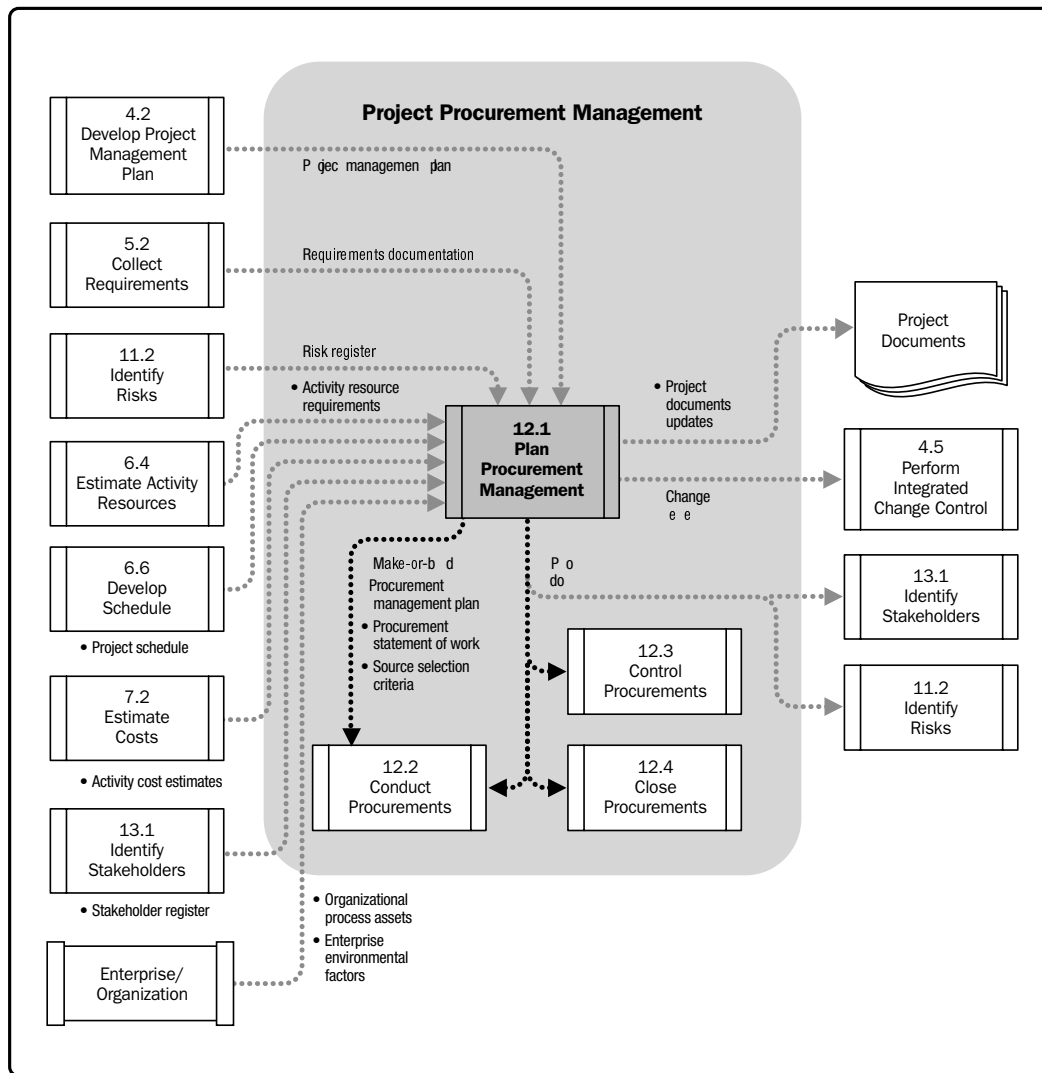 Project Procurement Management
4.2
Develop Project
Management
Plan
management
5.2
Collect
Requirements
Requirements documentation
11.2
Identify
Risks
Risk register
• Activity resource
requirements
6.4
Estimate Activity
Resources
6.6
Develop
Schedule
• Project schedule
7.2
Estimate
Costs
• Activity cost estimates
13.1
Identify
Stakeholders
• Stakeholder register
Enterprise/
Organization
• Organizational
process assets
• Enterprise
environmental
factors
12.1
Plan
Procurement
Management
Make-or-b
Procurement
management plan
• Procurement
statement of work
• Source selection
criteria
12.2
Conduct
Procurements
12.3
Control
Procurements
12.4
Close
Procurements
• Project
documents
updates
Change
Project
Documents
4.5
Perform
Integrated
Change Control
13.1
Identify
Stakeholders
11.2
Identify
Risks